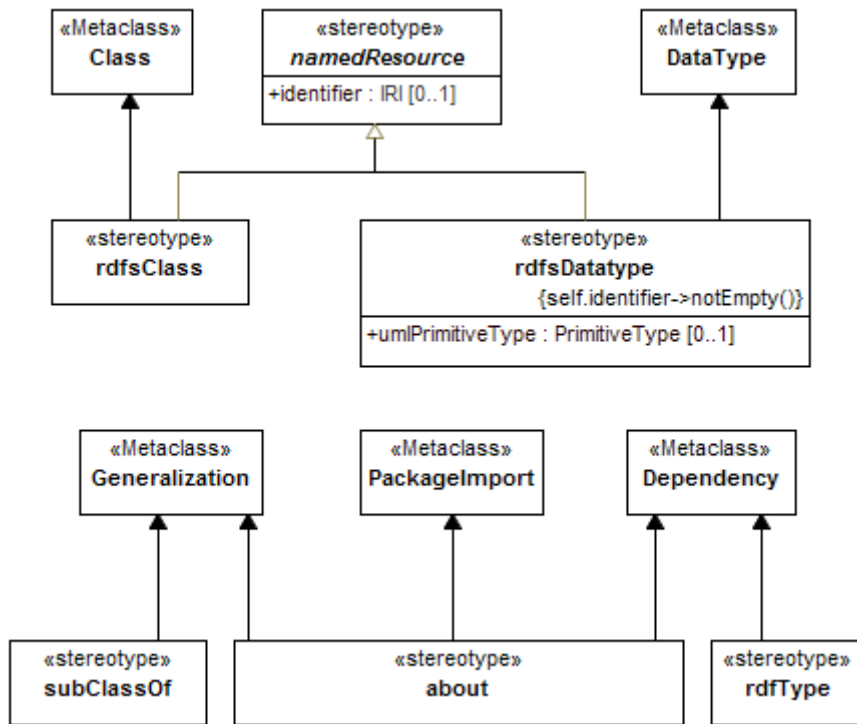 «Metaclass»
Class
«stereotype»
namedResource
+identifier : IRI [0..1]
«Metaclass»
DataType
«stereotype»
rdfsClass
«stereotype»
rdfsDatatype
{self.identifier->notEmpty()}
+umlPrimitiveType : PrimitiveType [0..1]
«Metaclass»
Generalization
«Metaclass»
PackageImport
«Metaclass»
Dependency
«stereotype»
subClassOf
«stereotype»
about
«stereotype»
rdfType